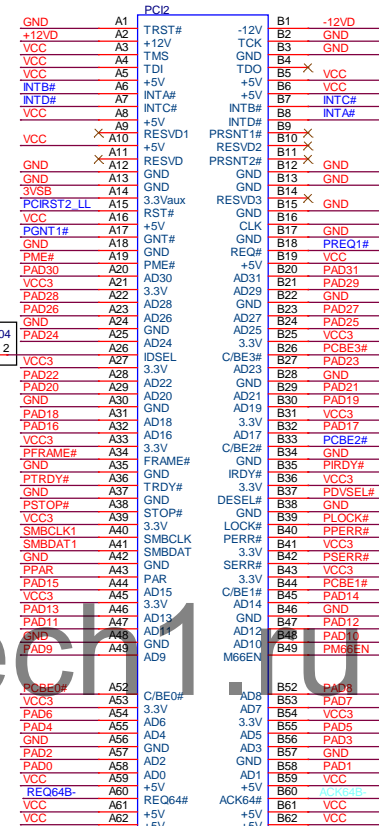 PCI2
GND A1 TRST# -12V B1 -12VD
+12VD A2 +12V TCK B2 GND
VCC A3 TMS GND B3 GND
VCC A4 TDI TDO B4
VCC A5 +5V +5V B5 VCC
INTB# A6 INTA# +5V B6 VCC
INTD# A7 INTC# INTB# B7 INTC#
VCC A8 +5V INTD# B8 INTA#
A9 RESVD1 PRSNT1# B9
VCC A10 +5V RESVD2 B10
A11 RESVD PRSNT2# B11
GND A12 GND GND B12 GND
GND A13 GND GND B13 GND
3VSB A14 3.3Vaux RESVD3 B14
PCIRST2_LL A15 RST# GND B15 GND
VCC A16 +5V CLK B16
PGNT1# A17 GNT# GND B17 GND
GND A18 GND REQ# B18 PREQ1#
PME# A19 PME# +5V B19 VCC
PAD30 A20 AD30 AD31 B20 PAD31
VCC3 A21 3.3V AD29 B21 PAD29
PAD28 A22 AD28 GND B22 GND
PAD26 A23 AD26 AD27 B23 PAD27
GND A24 GND AD25 B24 PAD25
04 PAD24 A25 AD24 3.3V B25 VCC3
2 A26 IDSEL C/BE3# B26 PCBE3#
VCC3 A27 3.3V AD23 B27 PAD23
PAD22 A28 AD22 GND B28 GND
PAD20 A29 AD20 AD21 B29 PAD21
GND A30 GND AD19 B30 PAD19
PAD18 A31 AD18 3.3V B31 VCC3
PAD16 A32 AD16 AD17 B32 PAD17
VCC3 A33 3.3V C/BE2# B33 PCBE2#
PFRAME# A34 FRAME# GND B34 GND
GND A35 GND IRDY# B35 PIRDY#
PTRDY# A36 TRDY# 3.3V B36 VCC3
GND A37 GND DESEL# B37 PDVSEL#
PSTOP# A38 STOP# GND B38 GND
VCC3 A39 3.3V LOCK# B39 PLOCK#
SMBCLK1 A40 SMBCLK PERR# B40 PPERR#
SMBDAT1 A41 SMBDAT 3.3V B41 VCC3
GND A42 GND SERR# B42 PSERR#
PPAR A43 PAR 3.3V B43 VCC3
PAD15 A44 AD15 C/BE1# B44 PCBE1#
VCC3 A45 3.3V AD14 B45 PAD14
PAD13 A46 AD13 GND B46 GND
PAD11 A47 AD11 AD12 B47 PAD12
GND A48 GND AD10 B48 PAD10
PAD9 A49 AD9 M66EN B49 PM66EN
ech1.ru
PCBE0# A52 C/BE0# AD8 B52 PAD8
VCC3 A53 3.3V AD7 B53 PAD7
PAD6 A54 AD6 3.3V B54 VCC3
PAD4 A55 AD4 AD5 B55 PAD5
GND A56 GND AD3 B56 PAD3
PAD2 A57 AD2 GND B57 GND
PAD0 A58 AD0 AD1 B58 PAD1
VCC A59 +5V +5V B59 VCC
REQ64B- A60 REQ64# ACK64# B60 ACK64B-
VCC A61 +5V +5V B61 VCC
VCC A62 +5V +5V B62 VCC